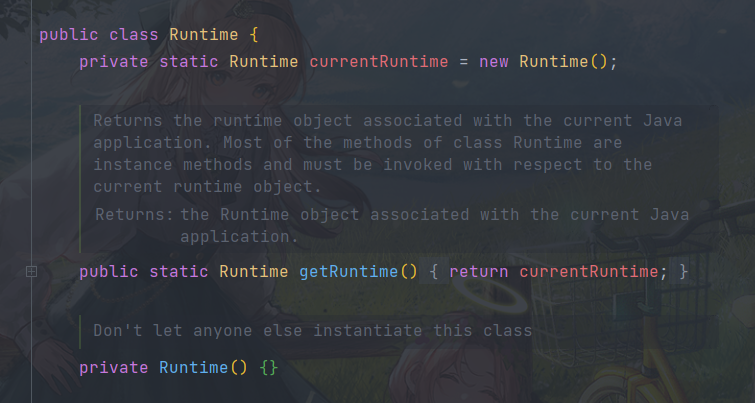 public class Runtime {
private static Runtime currentRuntime = new Runtime();
Returns the runtime object associated with the current Java
application. Most of the methods of class Runtime are
instance methods and must be invoked with respect to the
current runtime object.
Returns: the Runtime object associated with the current Java
application.
public static Runtime getRuntime() { return currentRuntime; }
Don't let anyone else instantiate this class
private Runtime() {}